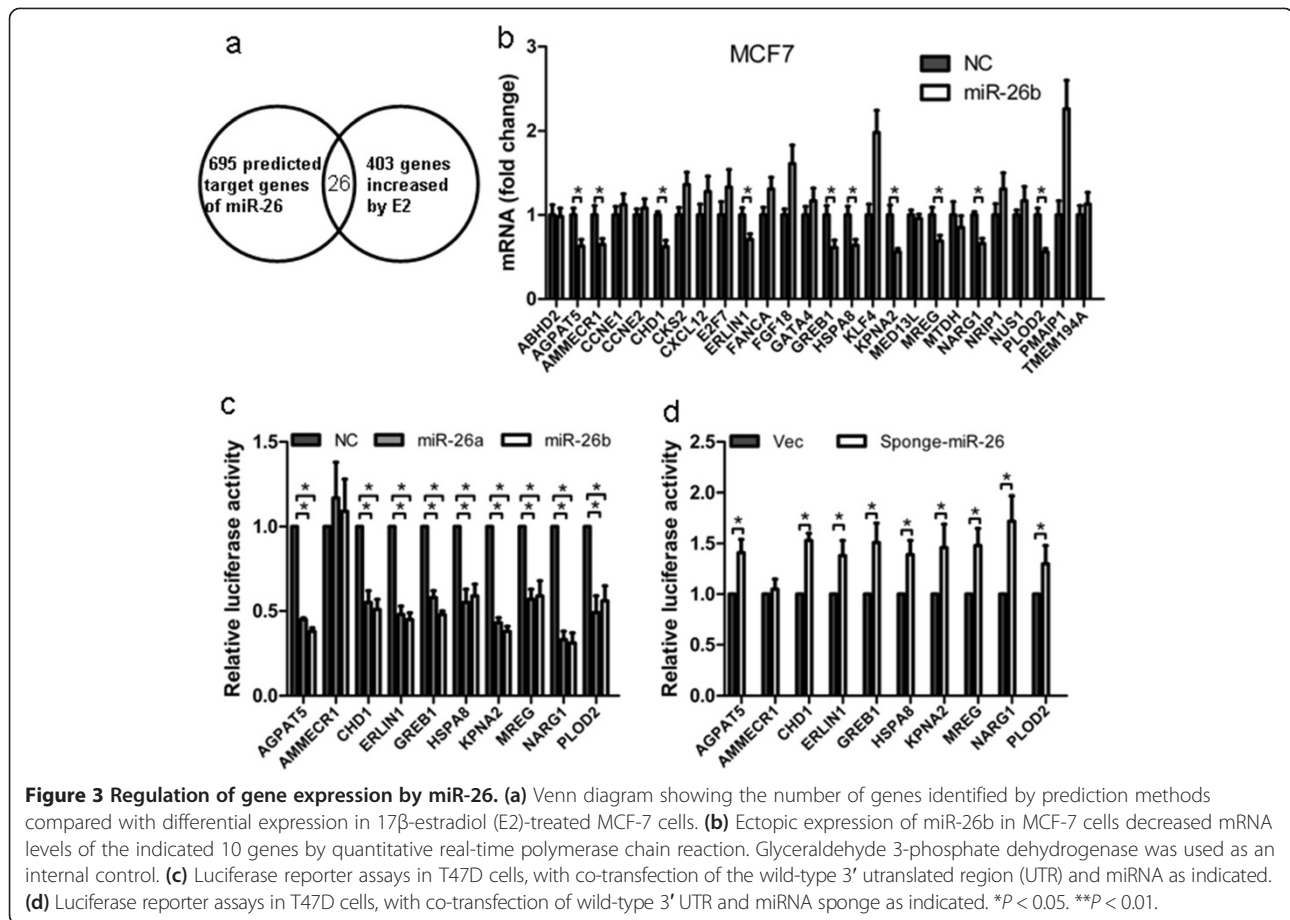 a
695 predicted
target genes
of miR-26
26
403 genes
increased
by E2
b
MCF7
NC
miR-26b
mRNA (fold change)
3
2
1
0
* * * * * * * * * *
ABHD2
AGPAT5
AMMECR1
CCNE1
CCNE2
CHD1
CKS2
CXCL12
E2F7
ERLIN1
FANCA
FGF18
GATA4
GREB1
HSPA8
KLF4
KPNA2
MED13L
MREG
MTDH
NARG1
NRIP1
NUS1
PLOD2
PMAIP1
TMEM194A
c
NC miR-26a miR-26b
Relative luciferase activity
1.5
1.0
0.5
0.0
* * * * * * * * *
* * * * * * * * *
AGPAT5
AMMECR1
CHD1
ERLIN1
GREB1
HSPA8
KPNA2
MREG
NARG1
PLOD2
d
Vec Sponge-miR-26
Relative luciferase activity
2.5
2.0
1.5
1.0
0.5
0.0
* * * * * * * * *
AGPAT5
AMMECR1
CHD1
ERLIN1
GREB1
HSPA8
KPNA2
MREG
NARG1
PLOD2
Figure 3 Regulation of gene expression by miR-26. (a) Venn diagram showing the number of genes identified by prediction methods
compared with differential expression in 17β-estradiol (E2)-treated MCF-7 cells. (b) Ectopic expression of miR-26b in MCF-7 cells decreased mRNA
levels of the indicated 10 genes by quantitative real-time polymerase chain reaction. Glyceraldehyde 3-phosphate dehydrogenase was used as an
internal control. (c) Luciferase reporter assays in T47D cells, with co-transfection of the wild-type 3′ utranslated region (UTR) and miRNA as indicated.
(d) Luciferase reporter assays in T47D cells, with co-transfection of wild-type 3′ UTR and miRNA sponge as indicated. *P < 0.05. **P < 0.01.